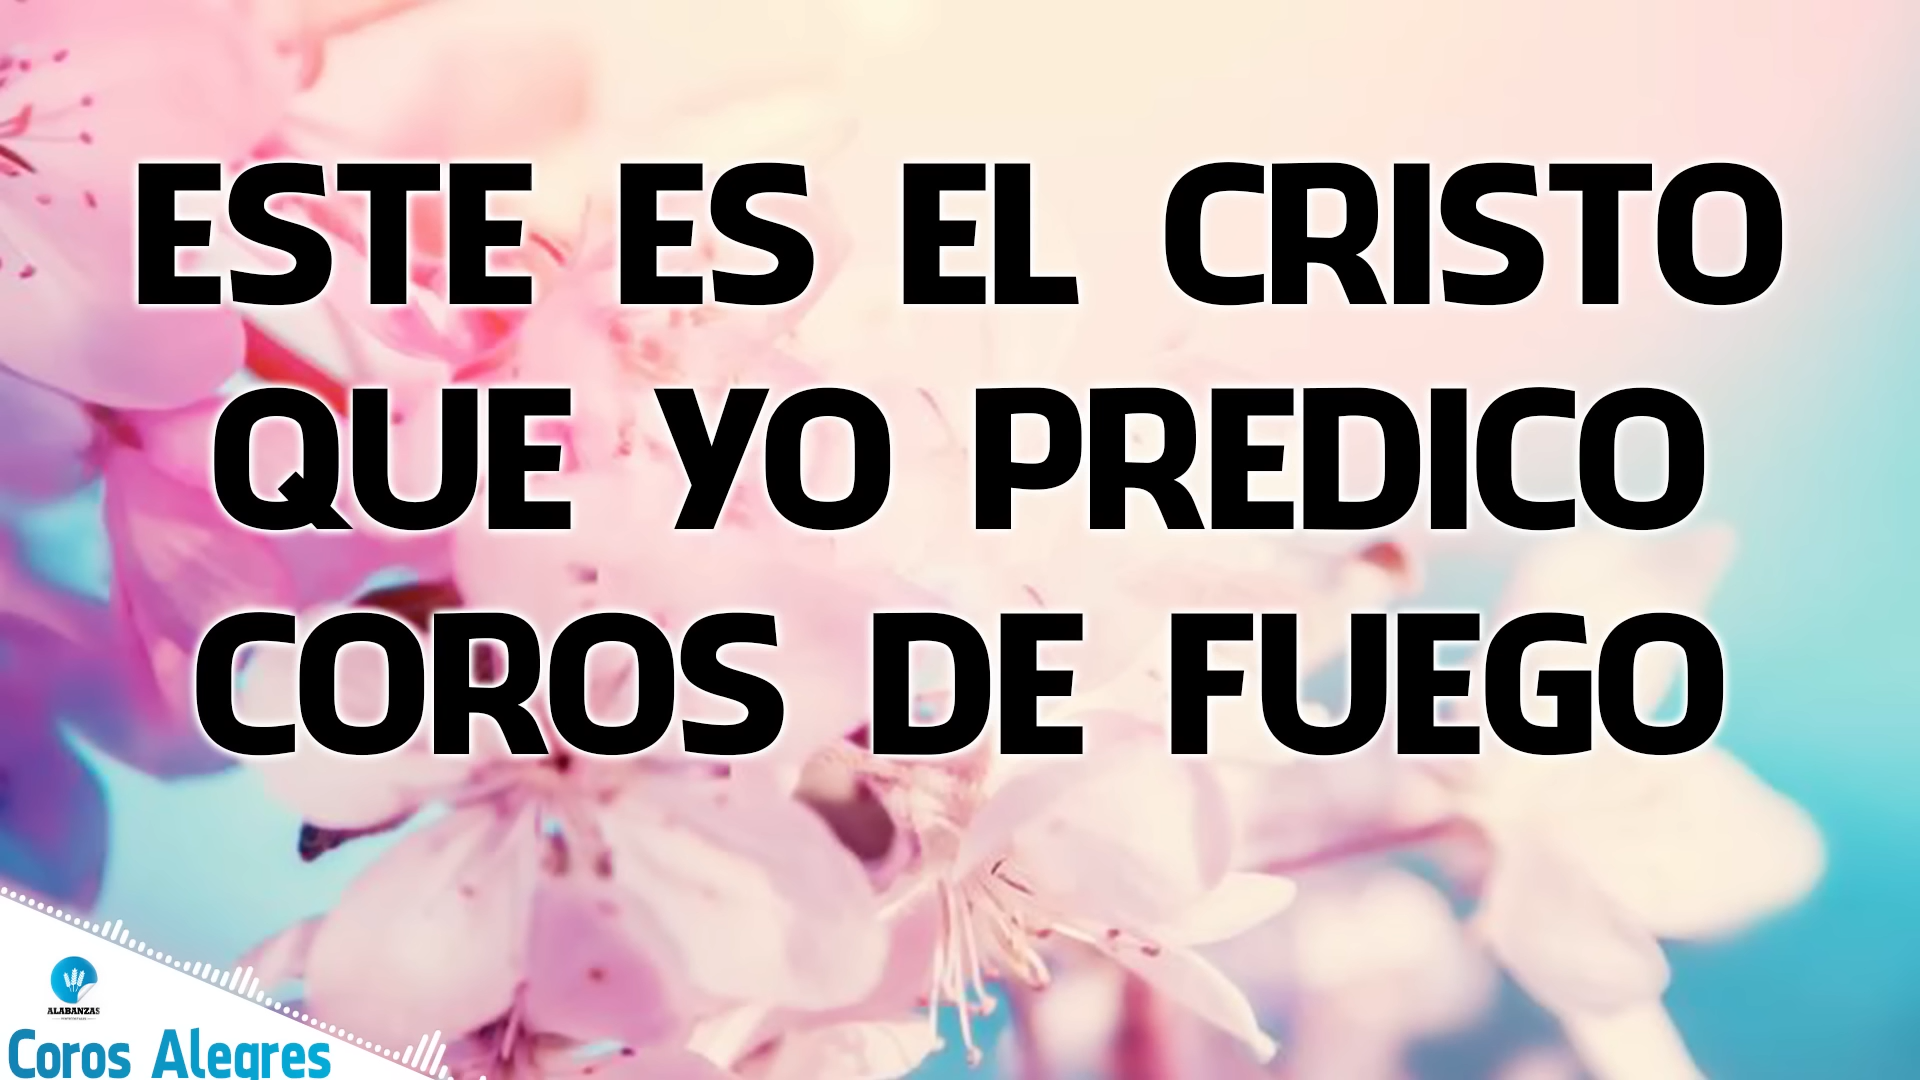 ESTE ES EL CRISTO
QUE YO PREDICO
COROS DE FUEGO
ALABANZAS
Coros Alegres